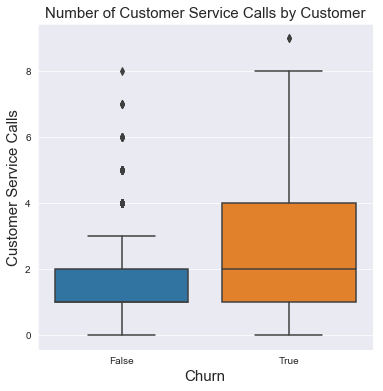 Number of Customer Service Calls by Customer
8
6
4
2
0
Customer Service Calls
False
True
Churn